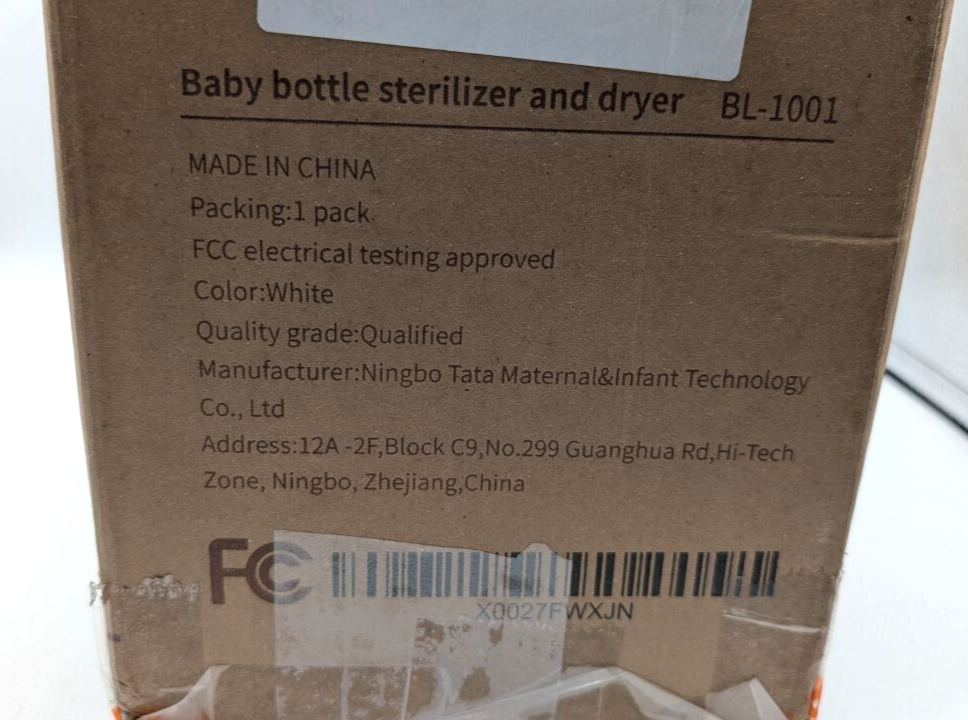 Baby bottle sterilizer and dryer BL-1001
MADE IN CHINA
Packing:1 pack
FCC electrical testing approved
Color:White
Quality grade:Qualified
Manufacturer:Ningbo Tata Maternal&Infant Technology
Co., Ltd
Address:12A -2F,Block C9,No.299 Guanghua Rd,Hi-Tech
Zone, Ningbo, Zhejiang,China
FC
X0027FWXJN